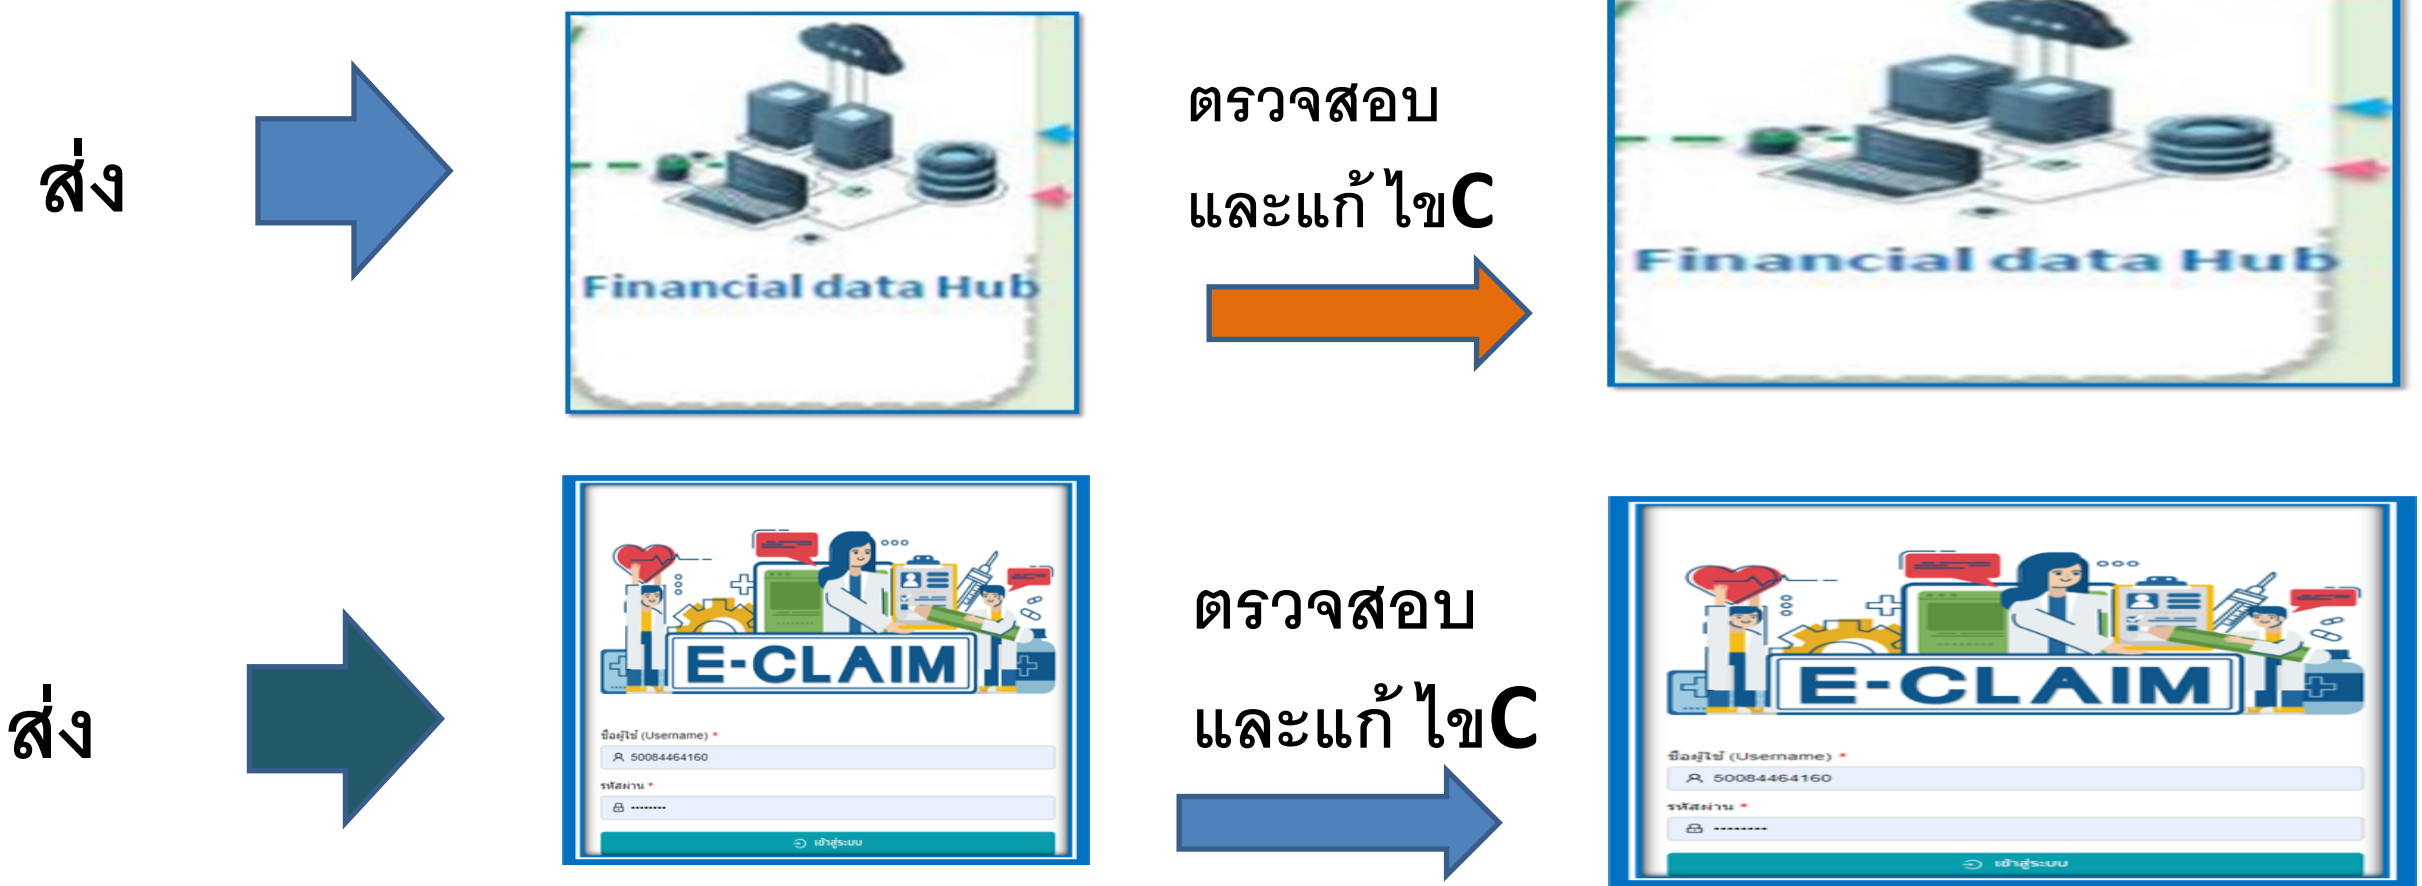 ส่ง
Financial data Hub
ตรวจสอบ
และแก้ ไขC
Financial data Hub
ส่ง
E-CLAIM
ชื่อผู้ใช้ (Username) *
50084464160
รหัสผ่าน *
••••••••
เข้าสู่ระบบ
ตรวจสอบ
และแก้ ไขC
E-CLAIM
ชื่อผู้ใช้ (Username) *
50084464160
รหัสผ่าน *
••••••••
เข้าสู่ระบบ